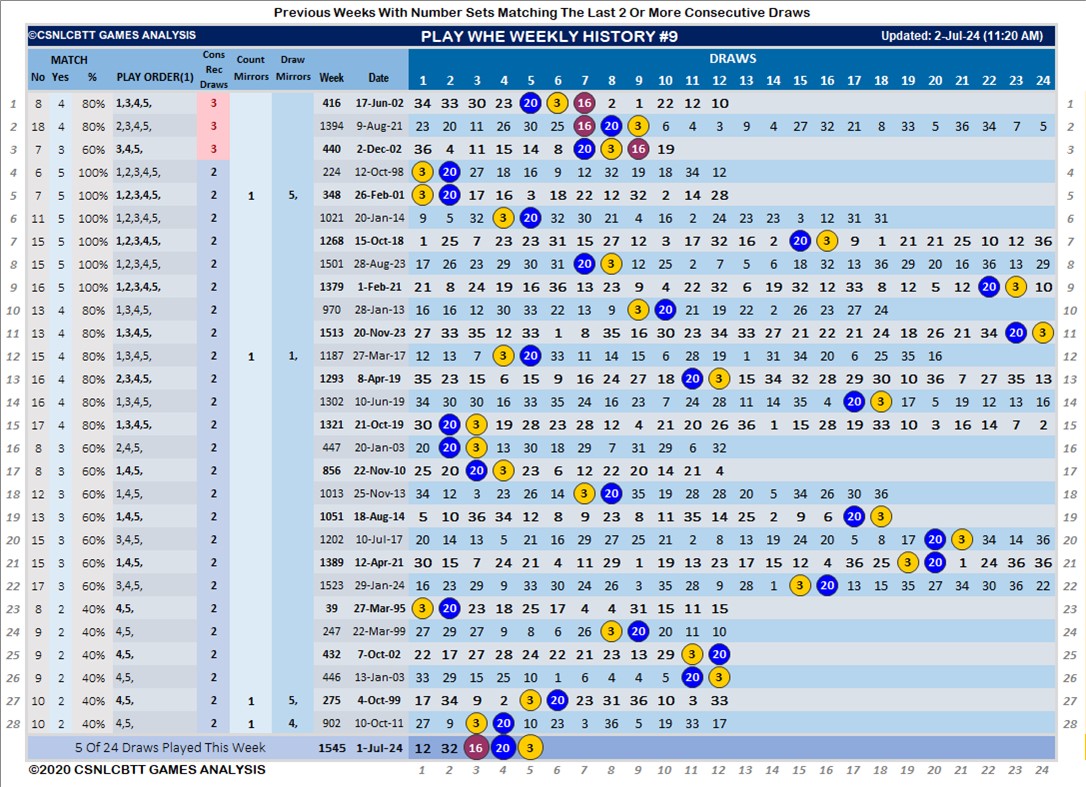 Previous Weeks With Number Sets Matching The Last 2 Or More Consecutive Draws
©CSNLCBTT GAMES ANALYSIS PLAY WHE WEEKLY HISTORY #9 Updated: 2-Jul-24 (11:20 AM)
MATCH Cons Rec Draws Count Mirrors Draw Mirrors DRAWS
No Yes % PLAY ORDER(1) Week Date 1 2 3 4 5 6 7 8 9 10 11 12 13 14 15 16 17 18 19 20 21 22 23 24
1 8 4 80% 1,3,4,5, 3 416 17-Jun-02 34 33 30 23 20 3 16 2 1 22 12 10 1
2 18 4 80% 2,3,4,5, 3 1394 9-Aug-21 23 20 11 26 30 25 16 20 3 6 4 3 9 4 27 32 21 8 33 5 36 34 7 5 2
3 7 3 60% 3,4,5, 3 440 2-Dec-02 36 4 11 15 14 8 20 3 16 19 3
4 6 5 100% 1,2,3,4,5, 2 224 12-Oct-98 3 20 27 18 16 9 12 32 19 18 34 12 4
5 7 5 100% 1,2,3,4,5, 2 1 5, 348 26-Feb-01 3 20 17 16 3 18 22 12 32 2 14 28 5
6 11 5 100% 1,2,3,4,5, 2 1021 20-Jan-14 9 5 32 3 20 32 30 21 4 16 2 24 23 23 3 12 31 31 6
7 15 5 100% 1,2,3,4,5, 2 1268 15-Oct-18 1 25 7 23 23 31 15 27 12 3 17 32 16 2 20 3 9 1 21 21 25 10 12 36 7
8 15 5 100% 1,2,3,4,5, 2 1501 28-Aug-23 17 26 23 29 30 31 20 3 12 25 2 7 5 6 18 32 13 36 29 20 16 36 13 29 8
9 16 5 100% 1,2,3,4,5, 2 1379 1-Feb-21 21 8 24 19 16 36 13 23 9 4 22 32 6 19 32 12 33 8 12 5 12 20 3 10 9
10 13 4 80% 1,3,4,5, 2 970 28-Jan-13 16 16 12 30 33 22 13 9 3 20 21 19 22 2 26 23 27 24 10
11 13 4 80% 1,3,4,5, 2 1513 20-Nov-23 27 33 35 12 33 1 8 35 16 30 23 34 33 27 21 22 21 24 18 26 21 34 20 3 11
12 15 4 80% 1,3,4,5, 2 1 1, 1187 27-Mar-17 12 13 7 3 20 33 11 14 15 6 28 19 1 31 34 20 6 25 35 16 12
13 16 4 80% 2,3,4,5, 2 1293 8-Apr-19 35 23 15 6 15 9 16 24 27 18 20 3 15 34 32 28 29 30 10 36 7 27 35 13 13
14 16 4 80% 1,3,4,5, 2 1302 10-Jun-19 34 30 30 16 33 35 24 16 23 7 24 28 11 14 35 4 20 3 17 5 19 12 13 16 14
15 17 4 80% 1,3,4,5, 2 1321 21-Oct-19 30 20 3 19 28 23 28 12 4 21 20 26 36 1 15 28 19 33 10 3 16 14 7 2 15
16 8 3 60% 2,4,5, 2 447 20-Jan-03 20 20 3 13 30 18 29 7 31 29 6 32 16
17 8 3 60% 1,4,5, 2 856 22-Nov-10 25 20 20 3 23 6 12 22 20 14 21 4 17
18 12 3 60% 1,4,5, 2 1013 25-Nov-13 34 12 3 23 26 14 3 20 35 19 28 28 20 5 34 26 30 36 18
19 13 3 60% 1,4,5, 2 1051 18-Aug-14 5 10 36 34 12 8 9 23 8 11 35 14 25 2 9 6 20 3 19
20 15 3 60% 3,4,5, 2 1202 10-Jul-17 20 14 13 5 21 16 29 27 25 21 2 8 13 19 24 20 5 8 17 20 3 34 14 36 20
21 15 3 60% 1,4,5, 2 1389 12-Apr-21 30 15 7 24 21 4 11 29 1 19 13 23 17 15 12 4 36 25 3 20 1 24 36 36 21
22 17 3 60% 3,4,5, 2 1523 29-Jan-24 16 23 29 9 33 30 24 26 3 35 28 9 28 1 3 20 13 15 35 27 34 30 36 22 22
23 8 2 40% 4,5, 2 39 27-Mar-95 3 20 23 18 25 17 4 4 31 15 11 15 23
24 9 2 40% 4,5, 2 247 22-Mar-99 27 29 27 9 8 6 26 3 20 20 11 10 24
25 9 2 40% 4,5, 2 432 7-Oct-02 22 17 27 28 24 22 21 23 13 29 3 20 25
26 9 2 40% 4,5, 2 446 13-Jan-03 33 29 15 25 10 1 6 4 4 5 20 3 26
27 10 2 40% 4,5, 2 1 5, 275 4-Oct-99 17 34 9 2 3 20 23 31 36 10 3 33 27
28 10 2 40% 4,5, 2 1 4, 902 10-Oct-11 27 9 3 20 10 23 3 36 5 19 33 17 28
5 Of 24 Draws Played This Week 1545 1-Jul-24 12 32 16 20 3
©2020 CSNLCBTT GAMES ANALYSIS 1 2 3 4 5 6 7 8 9 10 11 12 13 14 15 16 17 18 19 20 21 22 23 24